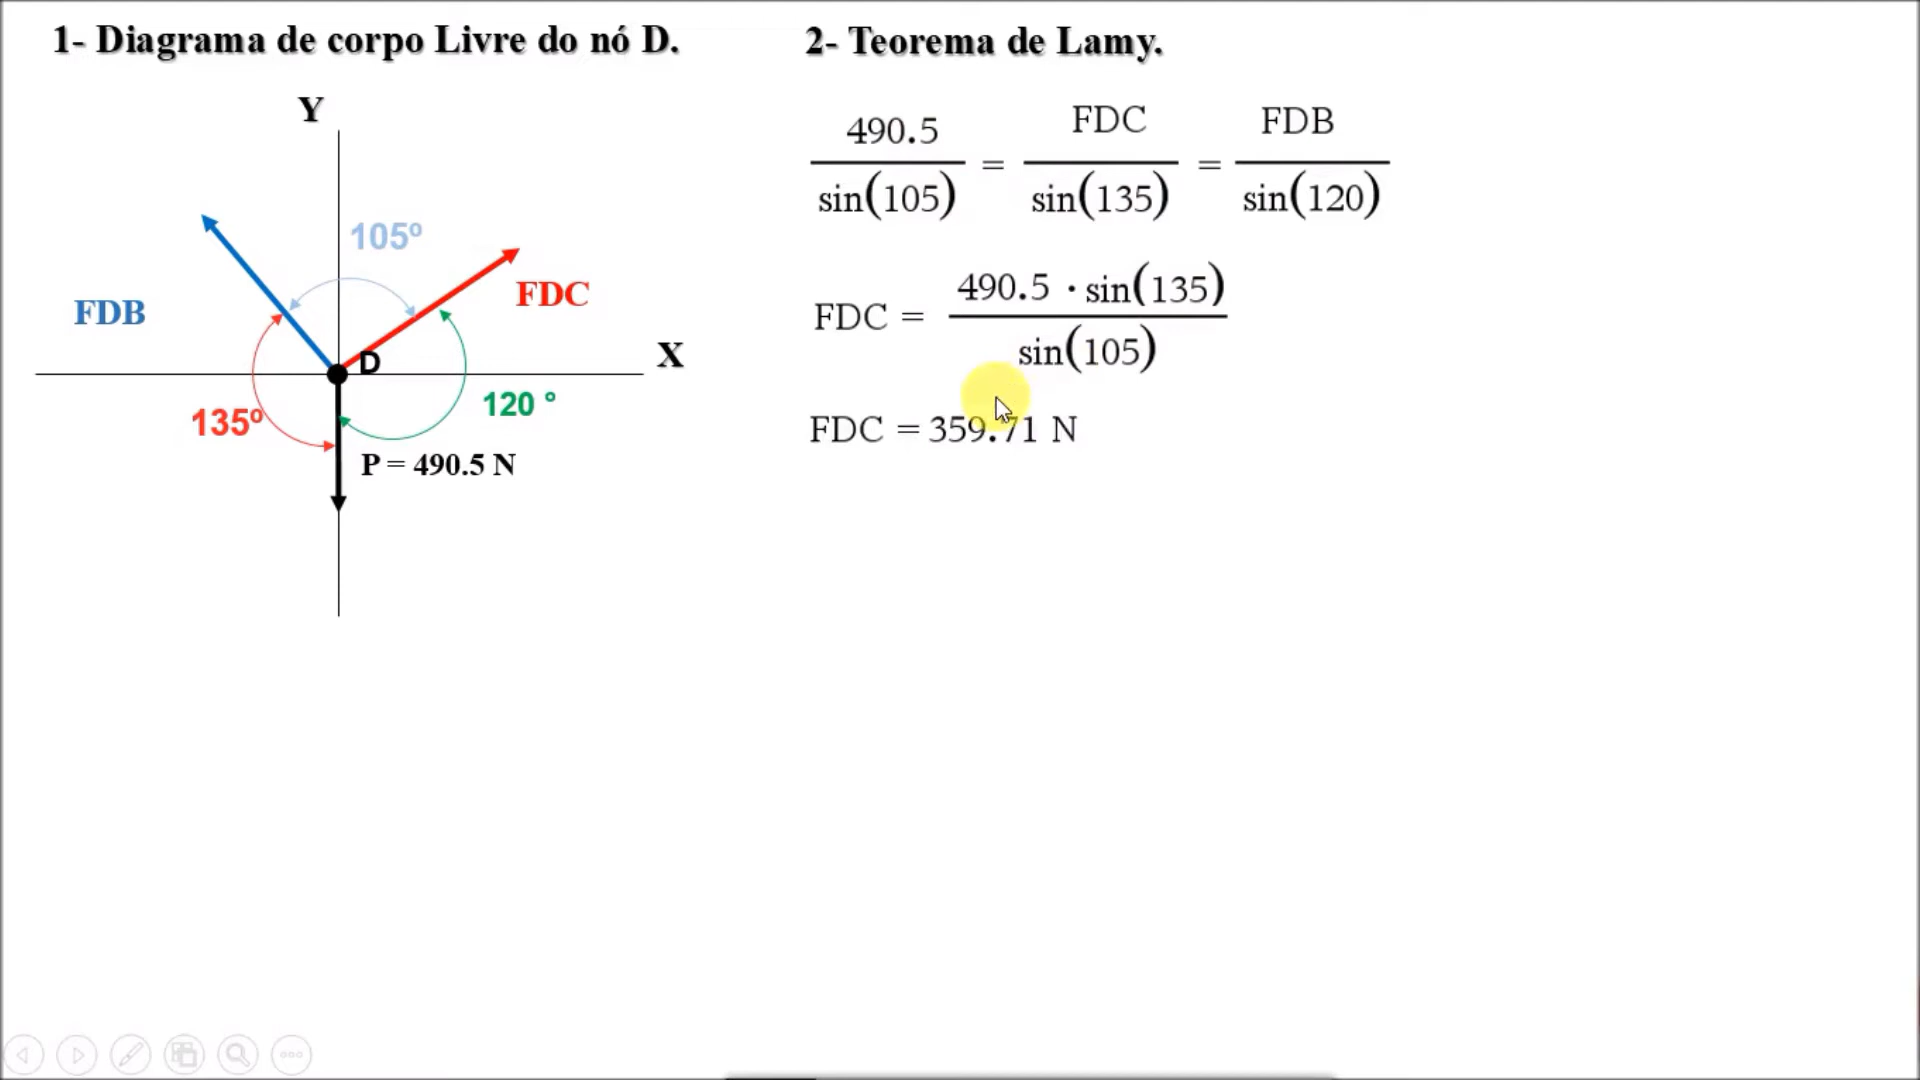 1- Diagrama de corpo Livre do nó D.
Y
105º
FDB
FDC
D
X
135º
120 °
P = 490.5 N
2- Teorema de Lamy.
490.5 / sin(105) = FDC / sin(135) = FDB / sin(120)
FDC = 490.5 · sin(135) / sin(105)
FDC = 359.71 N